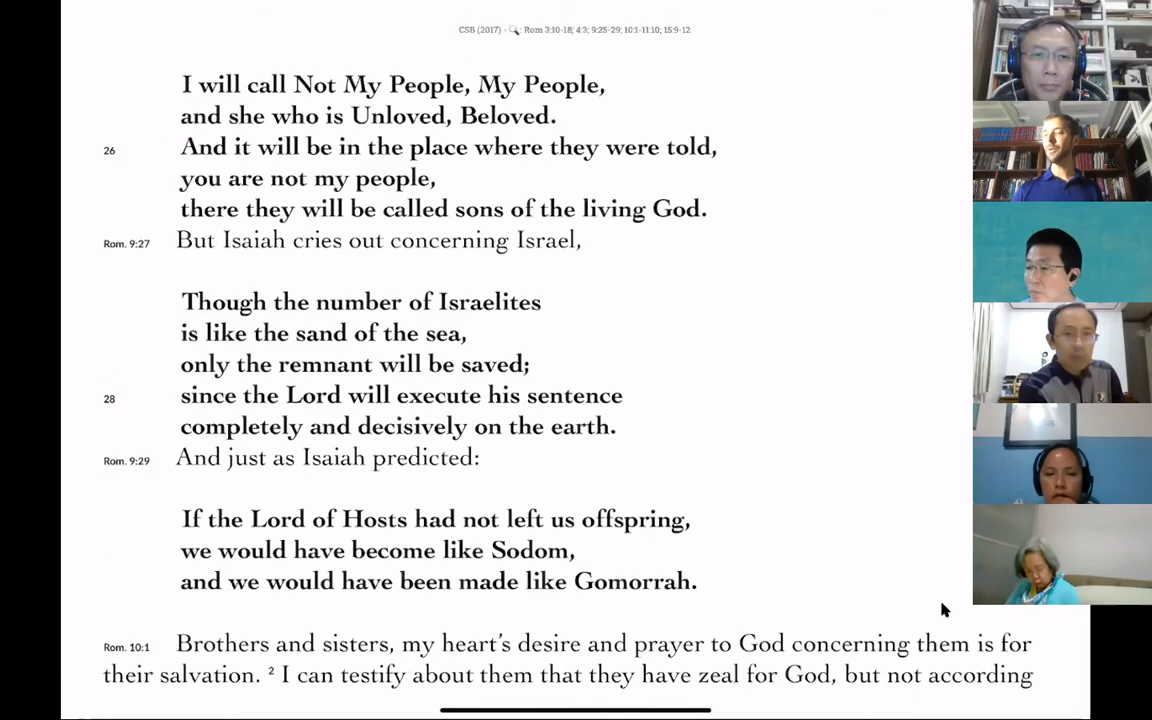 CSB (2017) - : Rom 3:10-18; 4:3; 9:25-29; 10:1-11:10; 15:9-12
I will call Not My People, My People,
and she who is Unloved, Beloved.
26 And it will be in the place where they were told,
you are not my people,
there they will be called sons of the living God.
Rom. 9:27 But Isaiah cries out concerning Israel,
Though the number of Israelites
is like the sand of the sea,
only the remnant will be saved;
28 since the Lord will execute his sentence
completely and decisively on the earth.
Rom. 9:29 And just as Isaiah predicted:
If the Lord of Hosts had not left us offspring,
we would have become like Sodom,
and we would have been made like Gomorrah.
Rom. 10:1 Brothers and sisters, my heart’s desire and prayer to God concerning them is for
their salvation. ² I can testify about them that they have zeal for God, but not according